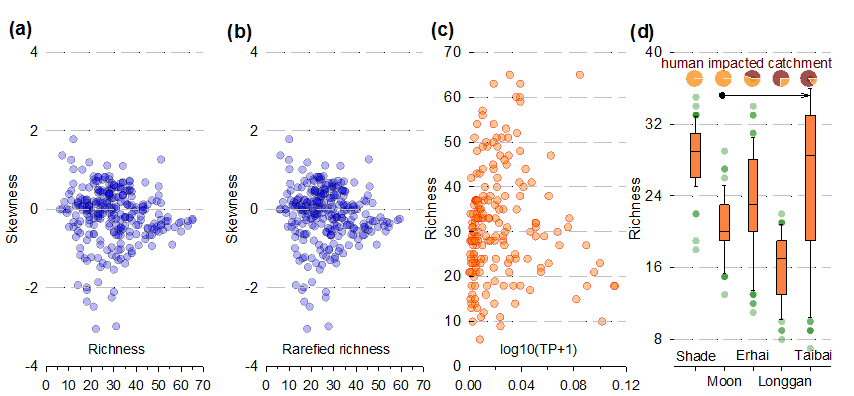 (a)
4
2
0
-2
-4
Skewness
Richness
0 10 20 30 40 50 60 70
(b)
4
2
0
-2
-4
Skewness
Rarefied richness
0 10 20 30 40 50 60 70
(c)
70
60
50
40
30
20
10
0
Richness
log10(TP+1)
0.00 0.04 0.08 0.12
(d)
40
32
24
16
8
Richness
human impacted catchment
Shade Erhai Taibai
Moon Longgan